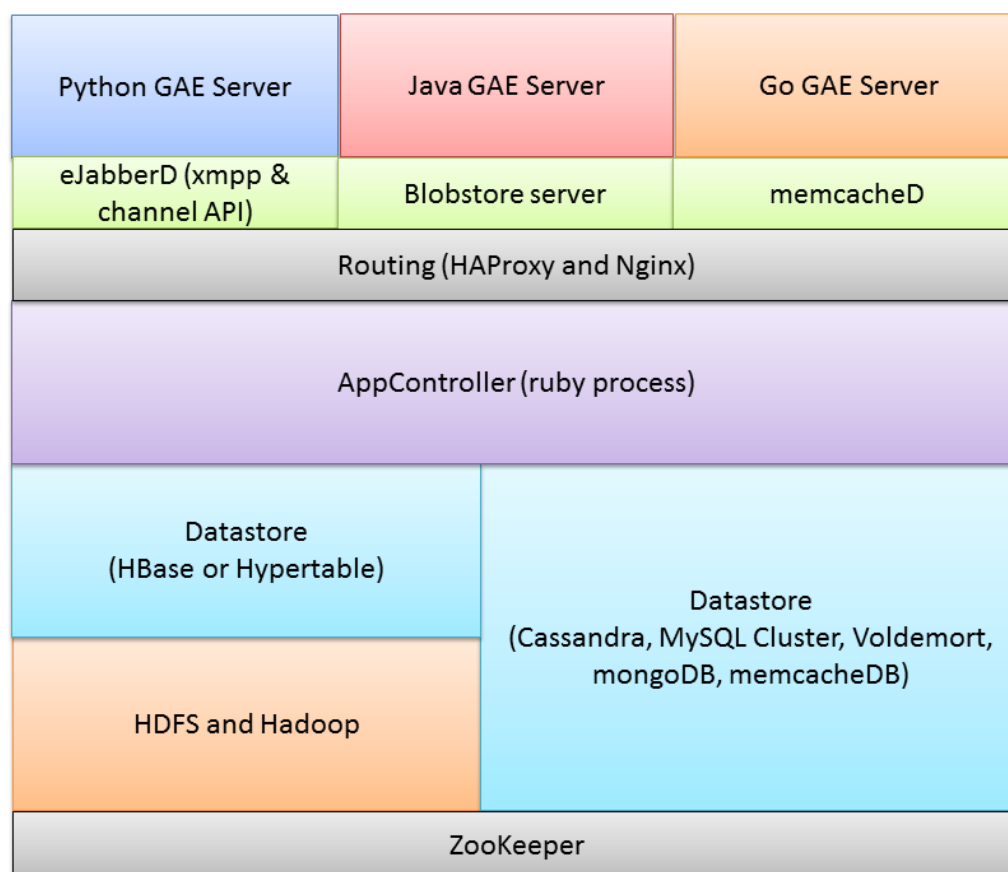 Python GAE Server
Java GAE Server
Go GAE Server
eJabberD (xmpp &
channel API)
Blobstore server
memcacheD
Routing (HAProxy and Nginx)
AppController (ruby process)
Datastore
(HBase or Hypertable)
Datastore
(Cassandra, MySQL Cluster, Voldemort,
mongoDB, memcacheDB)
HDFS and Hadoop
ZooKeeper